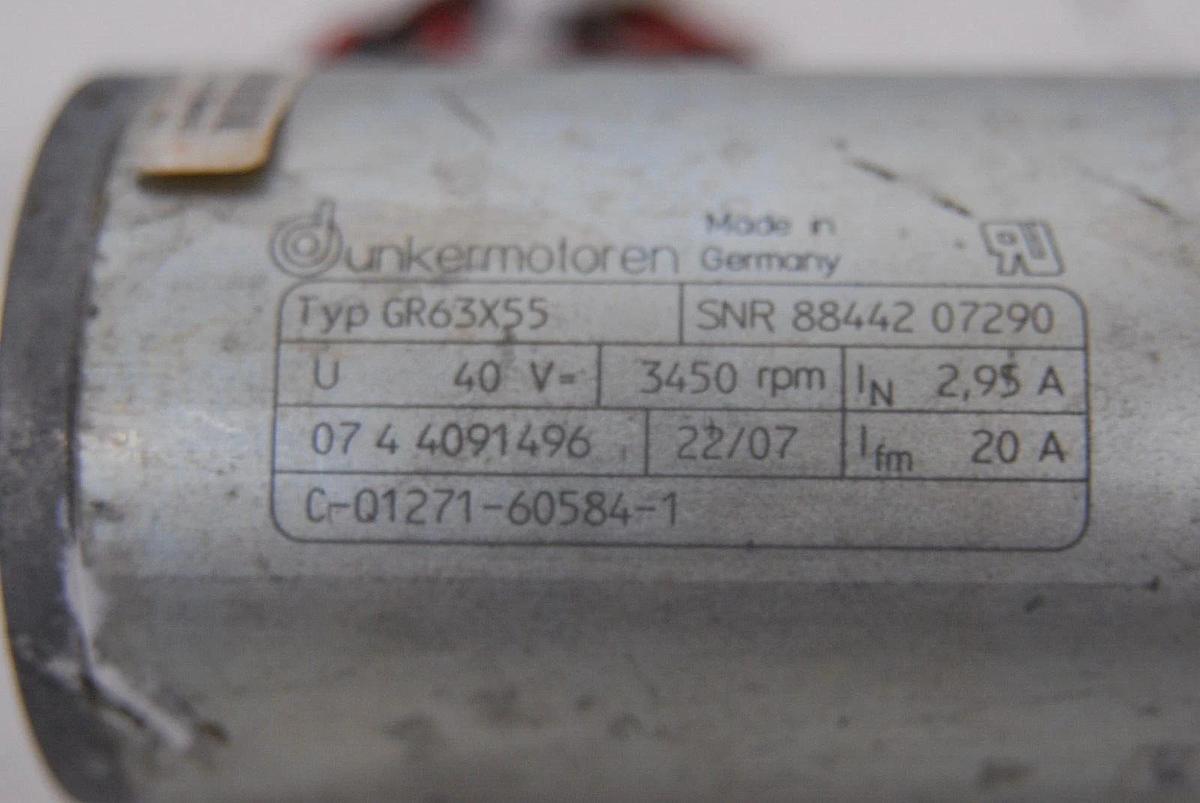 dunkermotoren Made in Germany
Typ GR63X55 SNR 88442 07290
U 40 V= 3450 rpm IN 2,95 A
07 4 4091496 22/07 Ifm 20 A
C-Q1271-60584-1